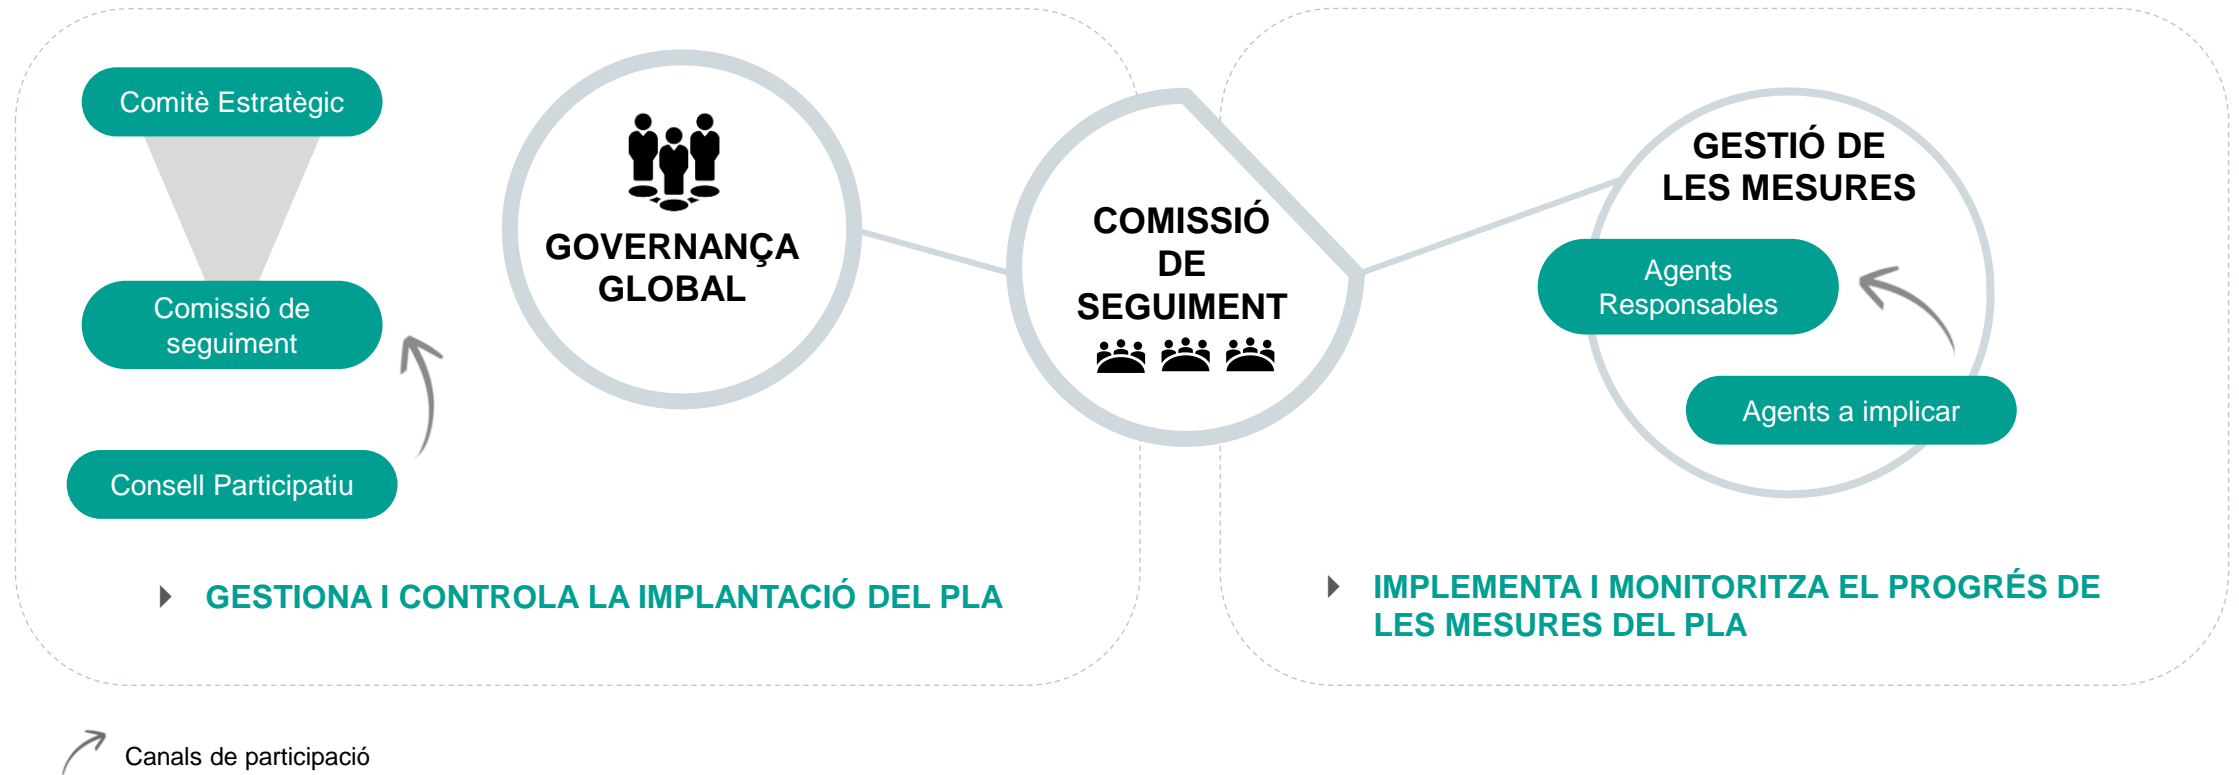 Comitè Estratègic
Comissió de
seguiment
Consell Participatiu
GOVERNANÇA
GLOBAL
GESTIONA I CONTROLA LA IMPLANTACIÓ DEL PLA
COMISSIÓ
DE
SEGUIMENT
GESTIÓ DE
LES MESURES
Agents
Responsables
Agents a implicar
IMPLEMENTA I MONITORITZA EL PROGRÉS DE
LES MESURES DEL PLA
Canals de participació